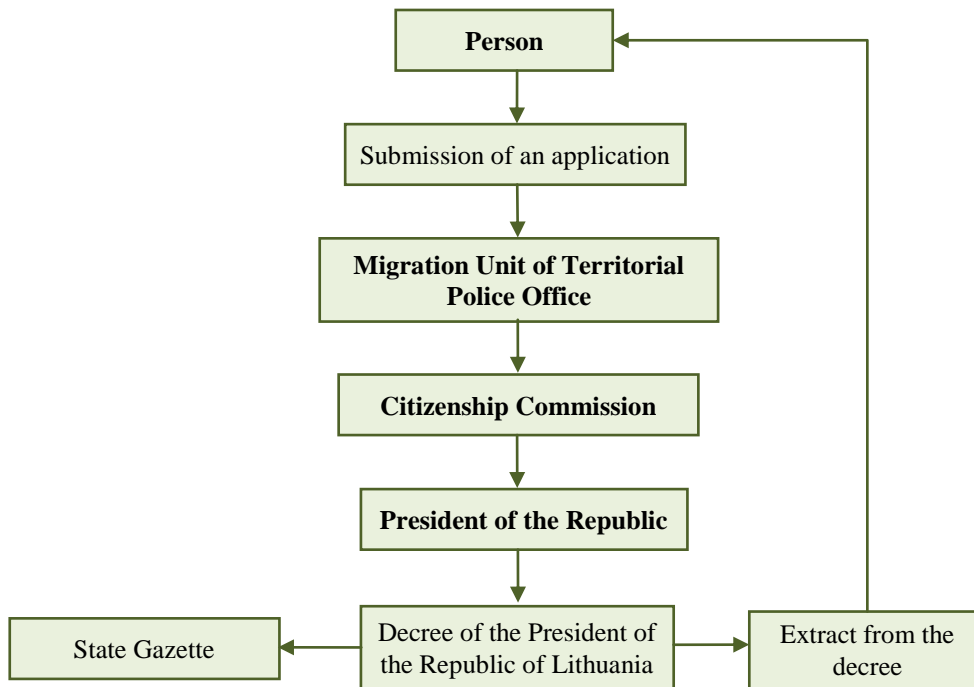 Person
Submission of an application
Migration Unit of Territorial
Police Office
Citizenship Commission
President of the Republic
State Gazette
Decree of the President of
the Republic of Lithuania
Extract from the
decree